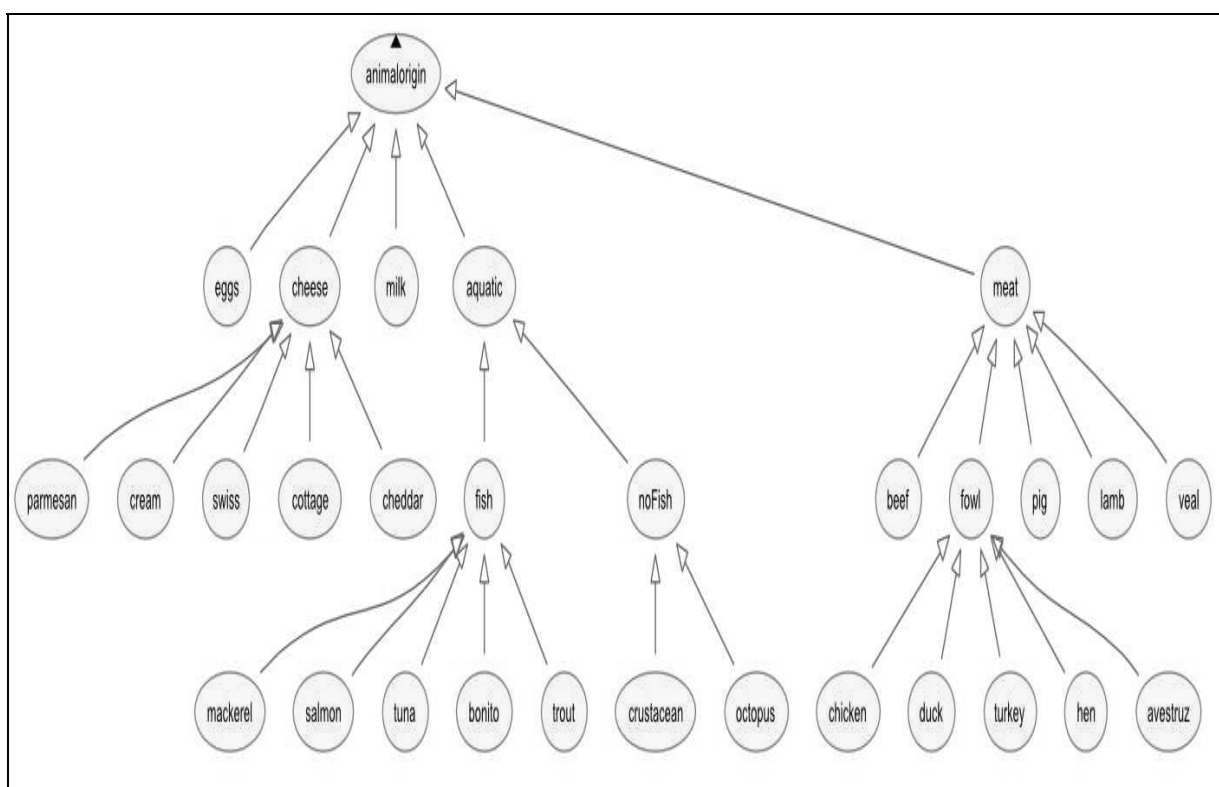 animalorigin
eggs cheese milk aquatic meat
parmesan cream swiss cottage cheddar fish noFish beef fowl pig lamb veal
mackerel salmon tuna bonito trout crustacean octopus chicken duck turkey hen avestruz